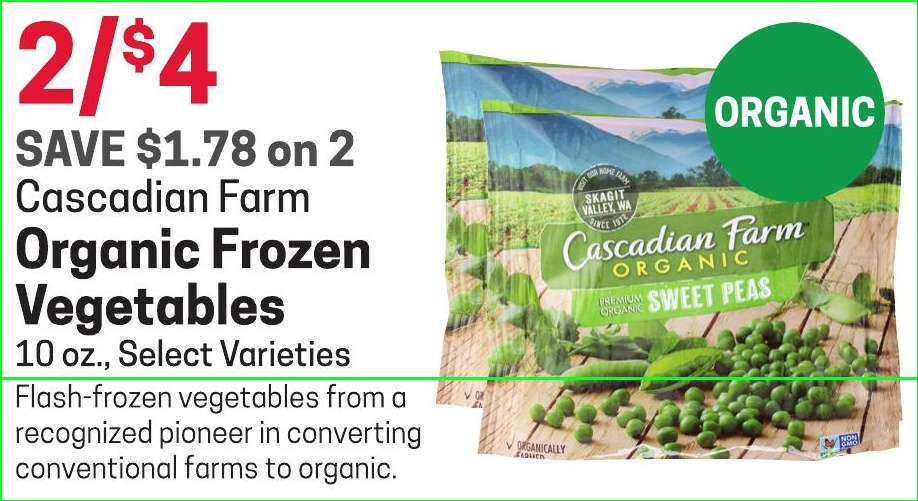 2/$4
SAVE $1.78 on 2
Cascadian Farm
Organic Frozen
Vegetables
10 oz., Select Varieties
Flash-frozen vegetables from a
recognized pioneer in converting
conventional farms to organic.
ORGANIC
VISIT OUR HOME FARM
SKAGIT
VALLEY, WA
SINCE 1972
Cascadian Farm
ORGANIC
PREMIUM
ORGANIC
SWEET PEAS
ORGANICALLY
FARMED
NON
GMO